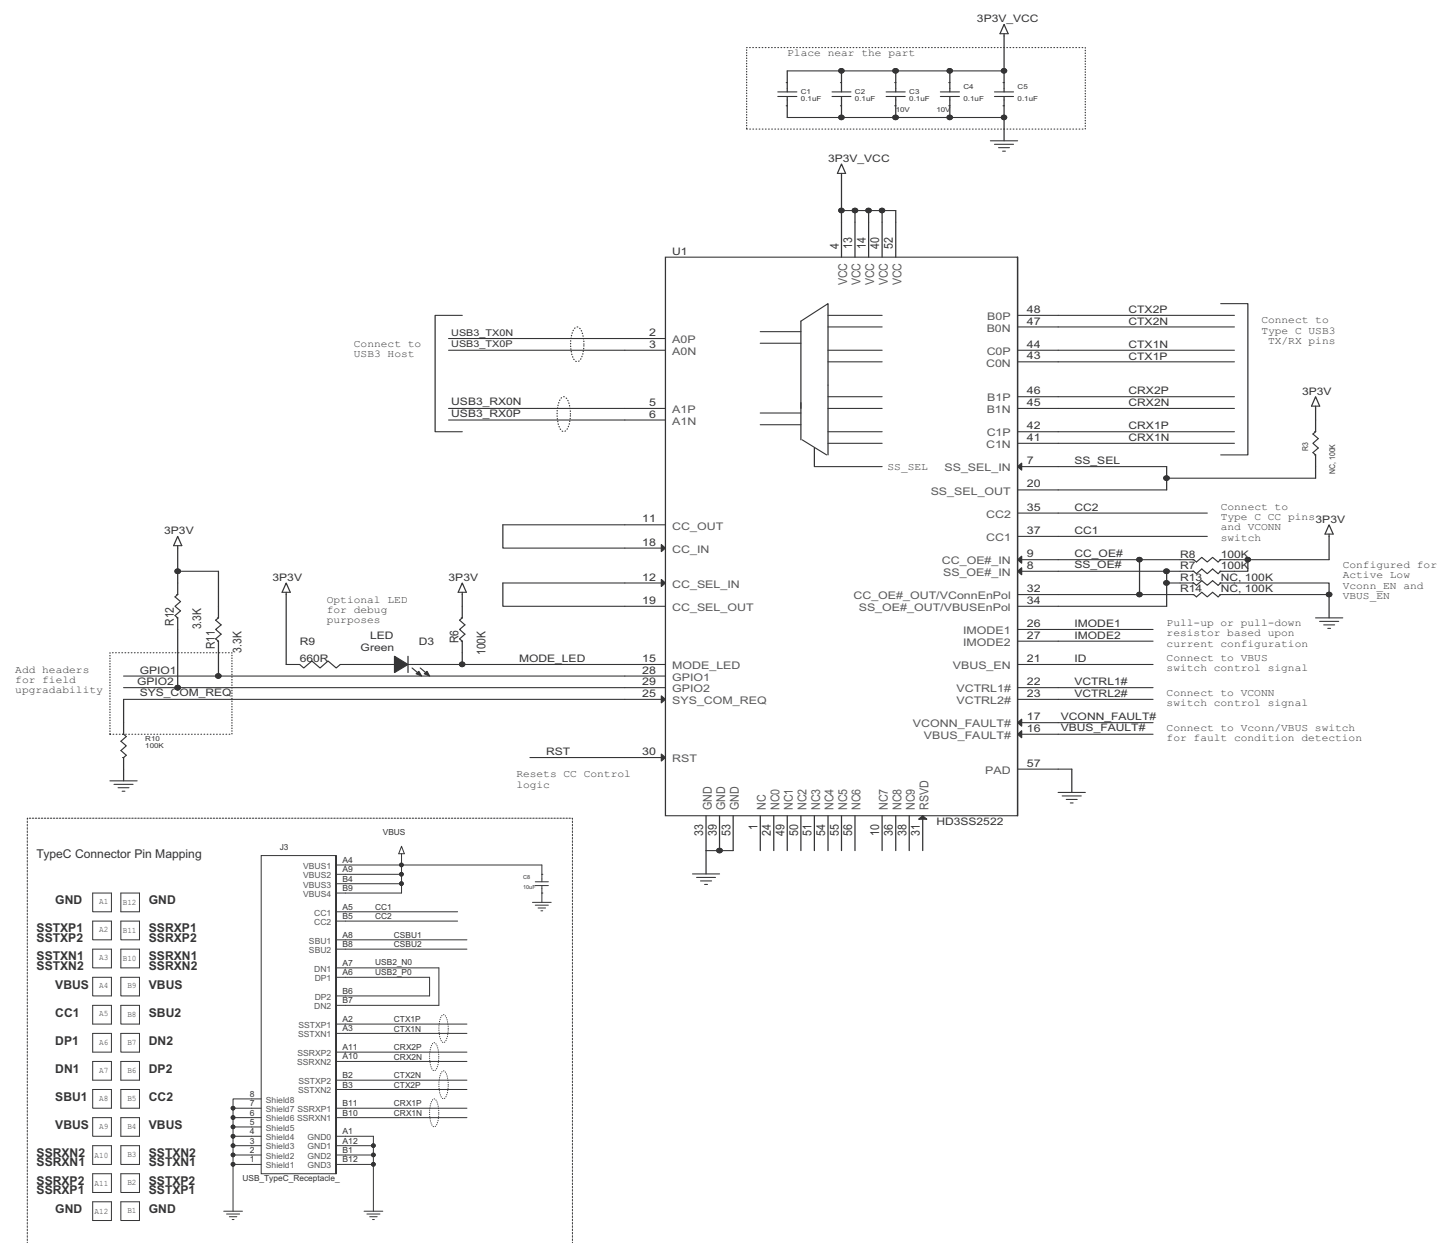 3P3V_VCC
Place near the part
C1
0.1uF
C2
0.1uF
C3
0.1uF
10V
C4
0.1uF
10V
C5
0.1uF
3P3V_VCC
U1
4
13
14
40
52
VCC
VCC
VCC
VCC
VCC
Connect to
USB3 Host
USB3_TX0N
USB3_TX0P
USB3_RX0N
USB3_RX0P
2
3
5
6
A0P
A0N
A1P
A1N
SS_SEL
B0P
B0N
C0P
C0N
B1P
B1N
C1P
C1N
SS_SEL_IN
SS_SEL_OUT
CC2
CC1
CC_OE#_IN
SS_OE#_IN
CC_OE#_OUT/VConnEnPol
SS_OE#_OUT/VBUSEnPol
IMODE1
IMODE2
VBUS_EN
VCTRL1#
VCTRL2#
VCONN_FAULT#
VBUS_FAULT#
PAD
48 CTX2P
47 CTX2N
44 CTX1N
43 CTX1P
46 CRX2P
45 CRX2N
42 CRX1P
41 CRX1N
7 SS_SEL
20
35 CC2
37 CC1
9 CC_OE#
8 SS_OE#
32
34
26 IMODE1
27 IMODE2
21 ID
22 VCTRL1#
23 VCTRL2#
17 VCONN_FAULT#
16 VBUS_FAULT#
57
Connect to
Type C USB3
TX/RX pins
3P3V
R3
NC, 100K
Connect to
Type C CC pins
and VCONN
switch
3P3V
R8 100K
R7 100K
R13 NC, 100K
R14 NC, 100K
Configured for
Active Low
Vconn_EN and
VBUS_EN
Pull-up or pull-down
resistor based upon
current configuration
Connect to VBUS
switch control signal
Connect to VCONN
switch control signal
Connect to Vconn/VBUS switch
for fault condition detection
11 CC_OUT
18 CC_IN
12 CC_SEL_IN
19 CC_SEL_OUT
15 MODE_LED
28 GPIO1
29 GPIO2
25 SYS_COM_REQ
30 RST
3P3V
R12
3.3K
R11
3.3K
3P3V
R9
660R
Optional LED
for debug
purposes
LED
Green
D3
3P3V
R6
100K
MODE_LED
Add headers
for field
upgradability
GPIO1
GPIO2
SYS_COM_REQ
R10
100K
RST
Resets CC Control
logic
GND
GND
GND
NC
NC0
NC1
NC2
NC3
NC4
NC5
NC6
NC7
NC8
NC9
RSVD
33
39
53
1
24
49
50
51
54
55
56
10
36
38
31
HD3SS2522
TypeC Connector Pin Mapping
GND A1 B12 GND
SSTXP1 A2 B11 SSRXP1
SSTXP2 SSRXP2
SSTXN1 A3 B10 SSRXN1
SSTXN2 SSRXN2
VBUS A4 B9 VBUS
CC1 A5 B8 SBU2
DP1 A6 B7 DN2
DN1 A7 B6 DP2
SBU1 A8 B5 CC2
VBUS A9 B4 VBUS
SSRXN2 A10 B3 SSTXN2
SSRXN1 SSTXN1
SSRXP2 A11 B2 SSTXP2
SSRXP1 SSTXP1
GND A12 B1 GND
J3
VBUS
VBUS1 A4
VBUS2 A9
VBUS3 B4
VBUS4 B9
C8
10uF
CC1 A5 CC1
CC2 B5 CC2
SBU1 A8 CSBU1
SBU2 B8 CSBU2
DN1 A7 USB2_N0
DP1 A6 USB2_P0
DP2 B6
DN2 B7
SSTXP1 A2 CTX1P
SSTXN1 A3 CTX1N
SSRXP2 A11 CRX2P
SSRXN2 A10 CRX2N
SSTXP2 B2 CTX2N
SSTXN2 B3 CTX2P
SSRXP1 B11 CRX1P
SSRXN1 B10 CRX1N
GND0 A1
GND1 A12
GND2 B1
GND3 B12
8 Shield8
7 Shield7
6 Shield6
5 Shield5
4 Shield4
3 Shield3
2 Shield2
1 Shield1
USB_TypeC_Receptacle_